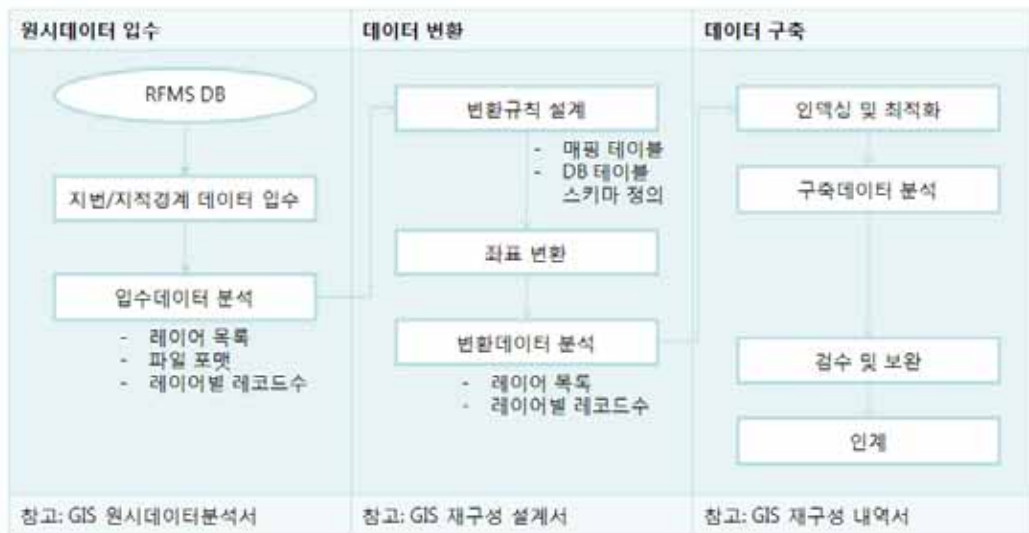 원시데이터 입수
RFMS DB
지번/지적경계 데이터 입수
입수데이터 분석
- 레이어 목록
- 파일 포맷
- 레이어별 레코드수
참고: GIS 원시데이터분석서
데이터 변환
변환규칙 설계
- 매핑 테이블
- DB 테이블
스키마 정의
좌표 변환
변환데이터 분석
- 레이어 목록
- 레이어별 레코드수
참고: GIS 재구성 설계서
데이터 구축
인덱싱 및 최적화
구축데이터 분석
검수 및 보완
인계
참고: GIS 재구성 내역서